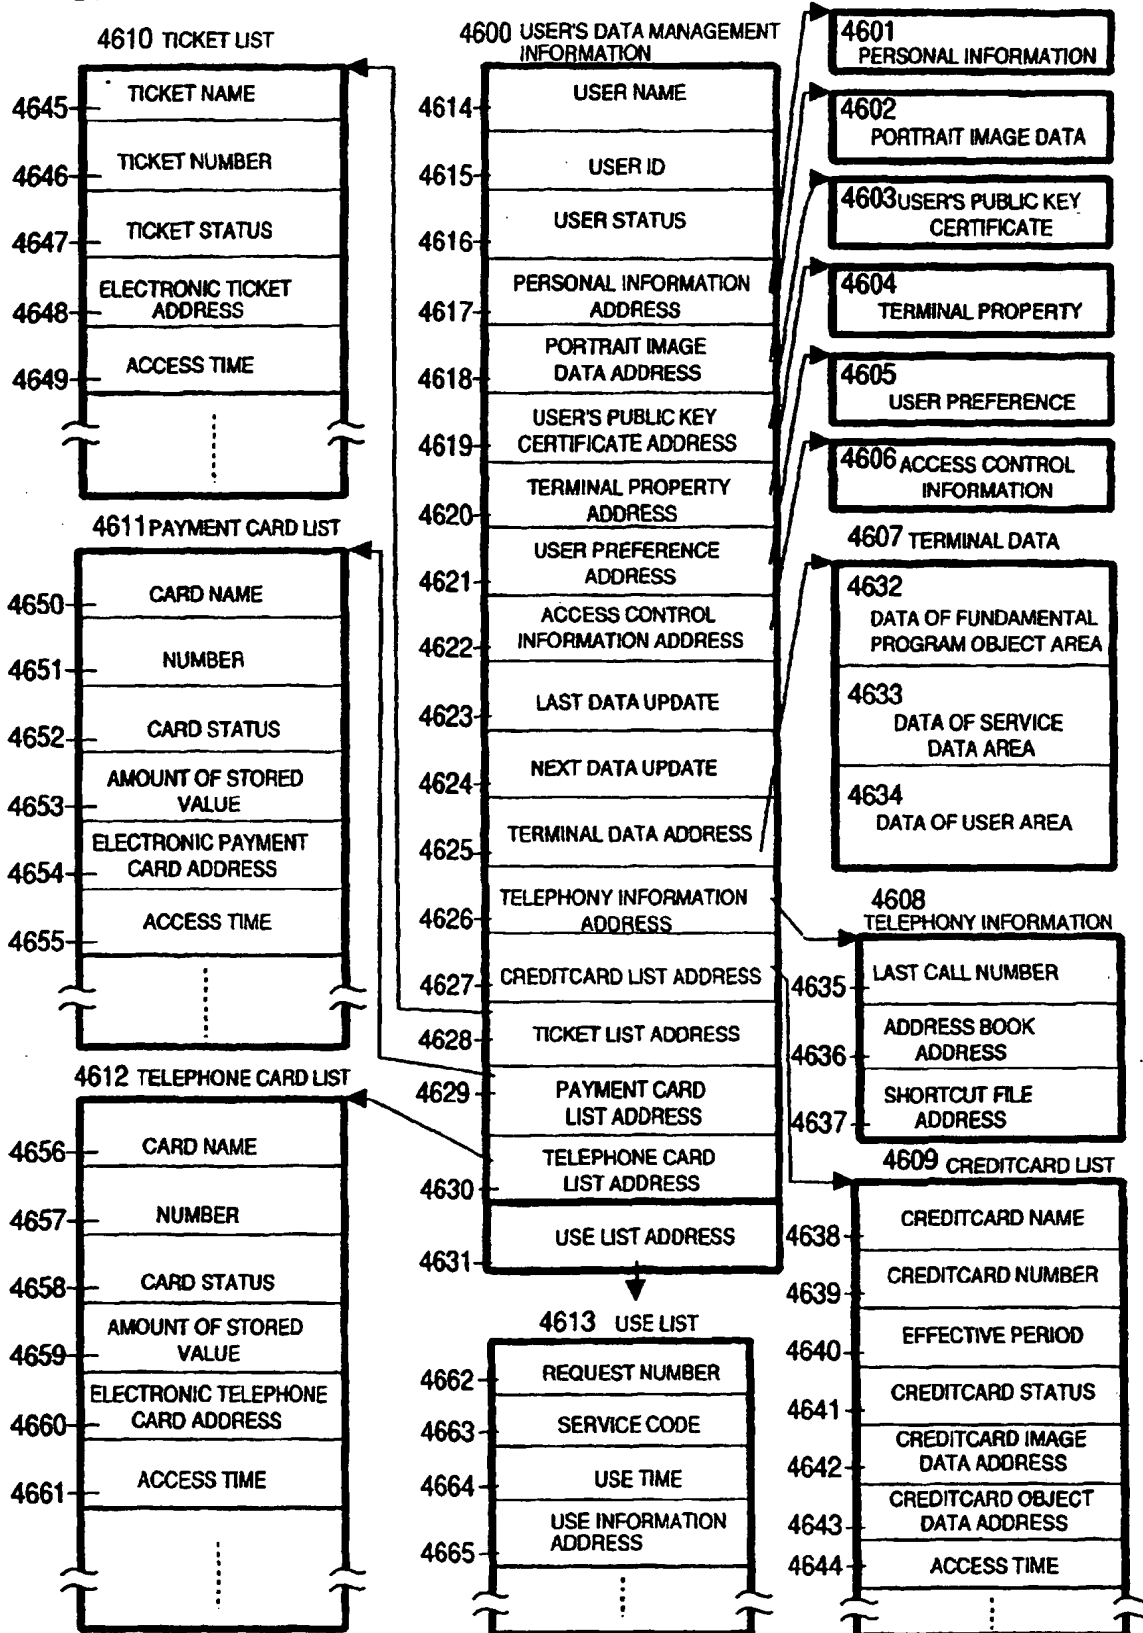 4610 TICKET LIST
4645 TICKET NAME
4646 TICKET NUMBER
4647 TICKET STATUS
4648 ELECTRONIC TICKET
ADDRESS
4649 ACCESS TIME
4611 PAYMENT CARD LIST
4650 CARD NAME
4651 NUMBER
4652 CARD STATUS
4653 AMOUNT OF STORED
VALUE
4654 ELECTRONIC PAYMENT
CARD ADDRESS
4655 ACCESS TIME
4612 TELEPHONE CARD LIST
4656 CARD NAME
4657 NUMBER
4658 CARD STATUS
4659 AMOUNT OF STORED
VALUE
4660 ELECTRONIC TELEPHONE
CARD ADDRESS
4661 ACCESS TIME
4600 USER'S DATA MANAGEMENT
INFORMATION
4614 USER NAME
4615 USER ID
4616 USER STATUS
4617 PERSONAL INFORMATION
ADDRESS
4618 PORTRAIT IMAGE
DATA ADDRESS
4619 USER'S PUBLIC KEY
CERTIFICATE ADDRESS
4620 TERMINAL PROPERTY
ADDRESS
4621 USER PREFERENCE
ADDRESS
4622 ACCESS CONTROL
INFORMATION ADDRESS
4623 LAST DATA UPDATE
4624 NEXT DATA UPDATE
4625 TERMINAL DATA ADDRESS
4626 TELEPHONY INFORMATION
ADDRESS
4627 CREDITCARD LIST ADDRESS
4628 TICKET LIST ADDRESS
4629 PAYMENT CARD
LIST ADDRESS
4630 TELEPHONE CARD
LIST ADDRESS
4631 USE LIST ADDRESS
4613 USE LIST
4662 REQUEST NUMBER
4663 SERVICE CODE
4664 USE TIME
4665 USE INFORMATION
ADDRESS
4601
PERSONAL INFORMATION
4602
PORTRAIT IMAGE DATA
4603 USER'S PUBLIC KEY
CERTIFICATE
4604
TERMINAL PROPERTY
4605
USER PREFERENCE
4606 ACCESS CONTROL
INFORMATION
4607 TERMINAL DATA
4632
DATA OF FUNDAMENTAL
PROGRAM OBJECT AREA
4633
DATA OF SERVICE
DATA AREA
4634
DATA OF USER AREA
4608
TELEPHONY INFORMATION
4635 LAST CALL NUMBER
4636 ADDRESS BOOK
ADDRESS
4637 SHORTCUT FILE
ADDRESS
4609 CREDITCARD LIST
4638 CREDITCARD NAME
4639 CREDITCARD NUMBER
4640 EFFECTIVE PERIOD
4641 CREDITCARD STATUS
4642 CREDITCARD IMAGE
DATA ADDRESS
4643 CREDITCARD OBJECT
DATA ADDRESS
4644 ACCESS TIME